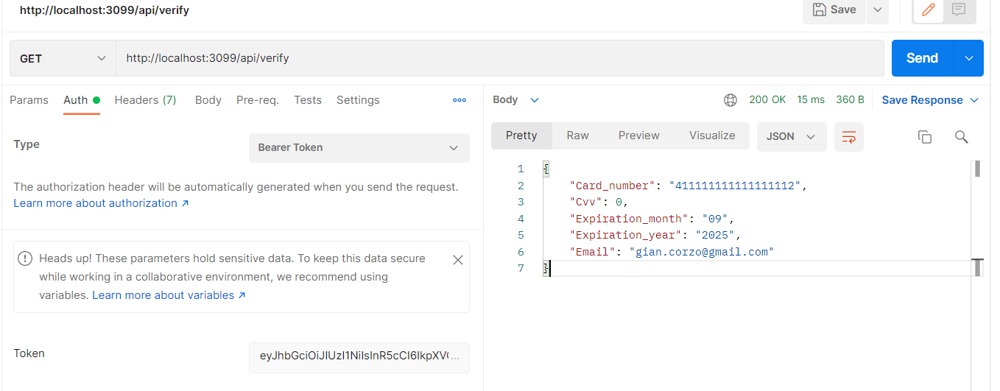 http://localhost:3099/api/verify
Save
GET
http://localhost:3099/api/verify
Send
Params Auth Headers (7) Body Pre-req. Tests Settings
Body
200 OK 15 ms 360 B Save Response
Type
Bearer Token
The authorization header will be automatically generated when you send the request.
Learn more about authorization ↗
Heads up! These parameters hold sensitive data. To keep this data secure
while working in a collaborative environment, we recommend using
variables. Learn more about variables ↗
Token
eyJhbGciOiJIUzI1NiIsInR5cCI6IkpXVC...
Pretty Raw Preview Visualize JSON
1 {
2 "Card_number": "411111111111111112",
3 "Cvv": 0,
4 "Expiration_month": "09",
5 "Expiration_year": "2025",
6 "Email": "gian.corzo@gmail.com"
7 }